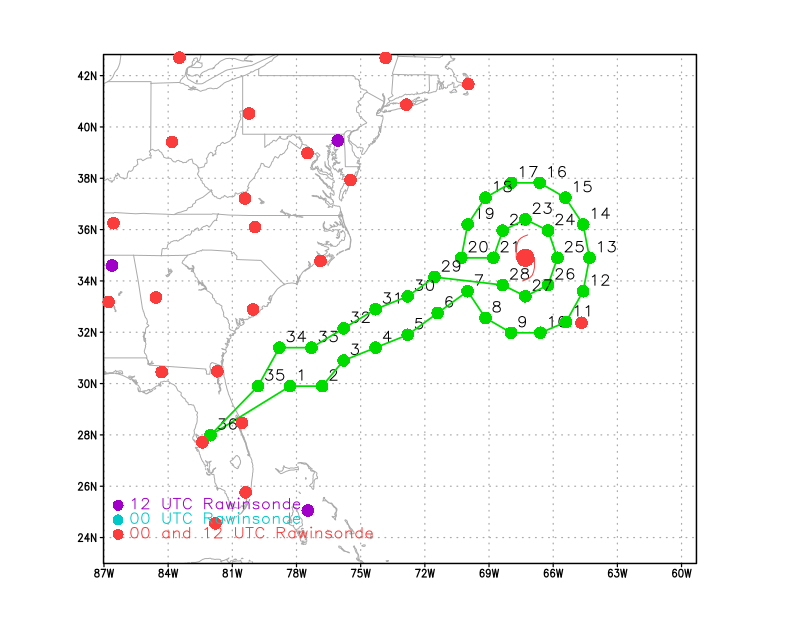 42N
40N
38N
36N
34N
32N
30N
28N
26N
24N
17 16
18 15
23
19 2 24 14
20 21 25 13
29 28 26 12
7 27
30 8 11
31 6 9 10
32 5
34 33 4
3
35 1 2
36
12 UTC Rawinsonde
00 UTC Rawinsonde
00 and 12 UTC Rawinsonde
87W 84W 81W 78W 75W 72W 69W 66W 63W 60W